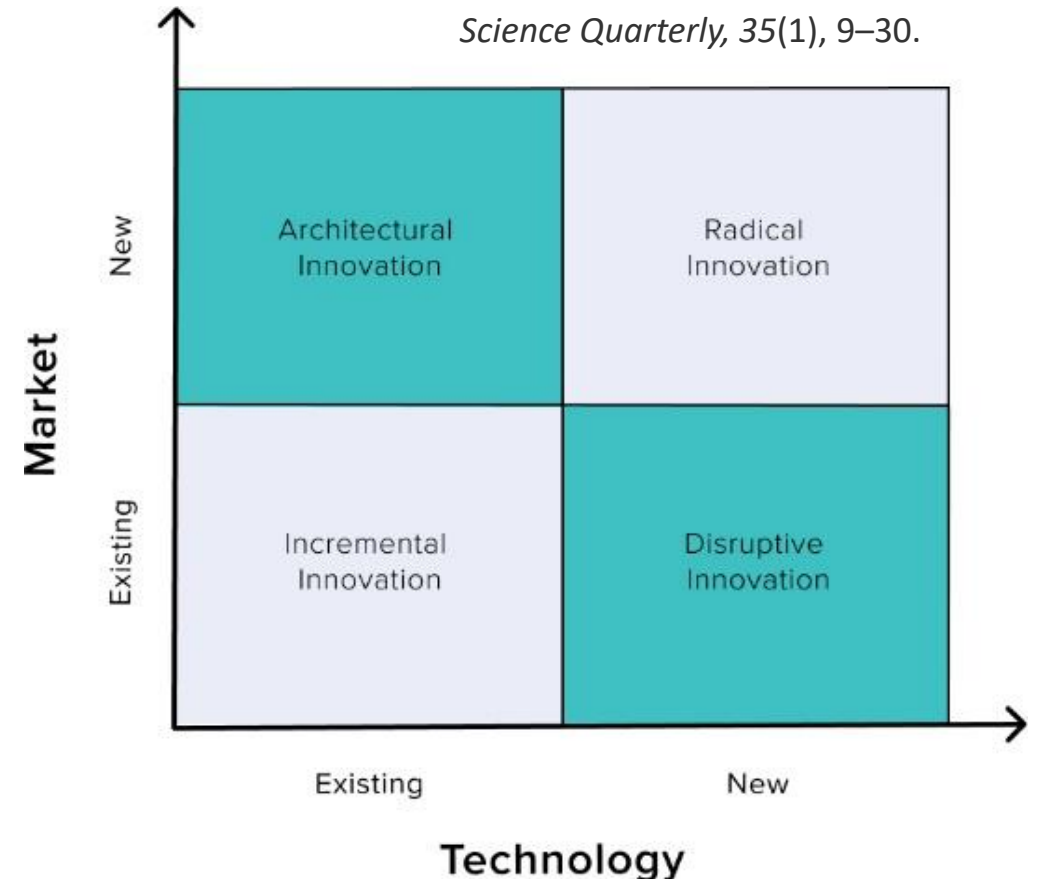 Science Quarterly, 35(1), 9–30.
New
Architectural
Innovation
Radical
Innovation
Market
Existing
Incremental
Innovation
Disruptive
Innovation
Existing
New
Technology